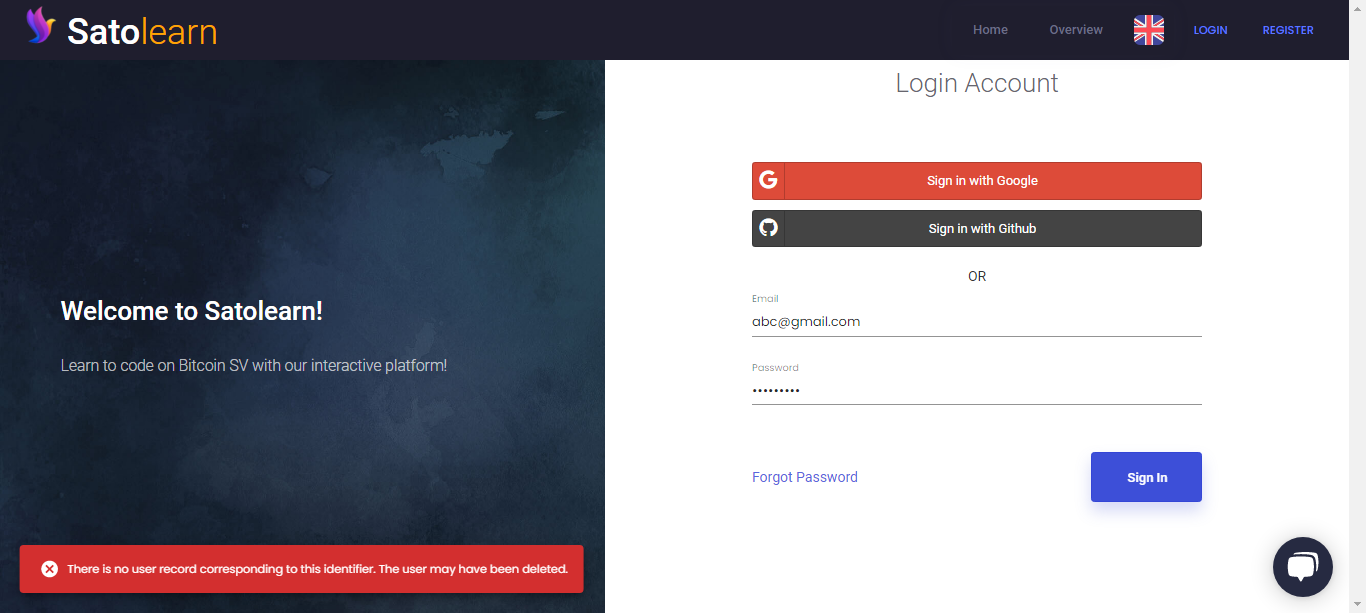 Satolearn
Home
Overview
LOGIN
REGISTER
Login Account
G
Sign in with Google
Sign in with Github
OR
Email
abc@gmail.com
Password
•••••••••
Forgot Password
Sign In
Welcome to Satolearn!
Learn to code on Bitcoin SV with our interactive platform!
There is no user record corresponding to this identifier. The user may have been deleted.